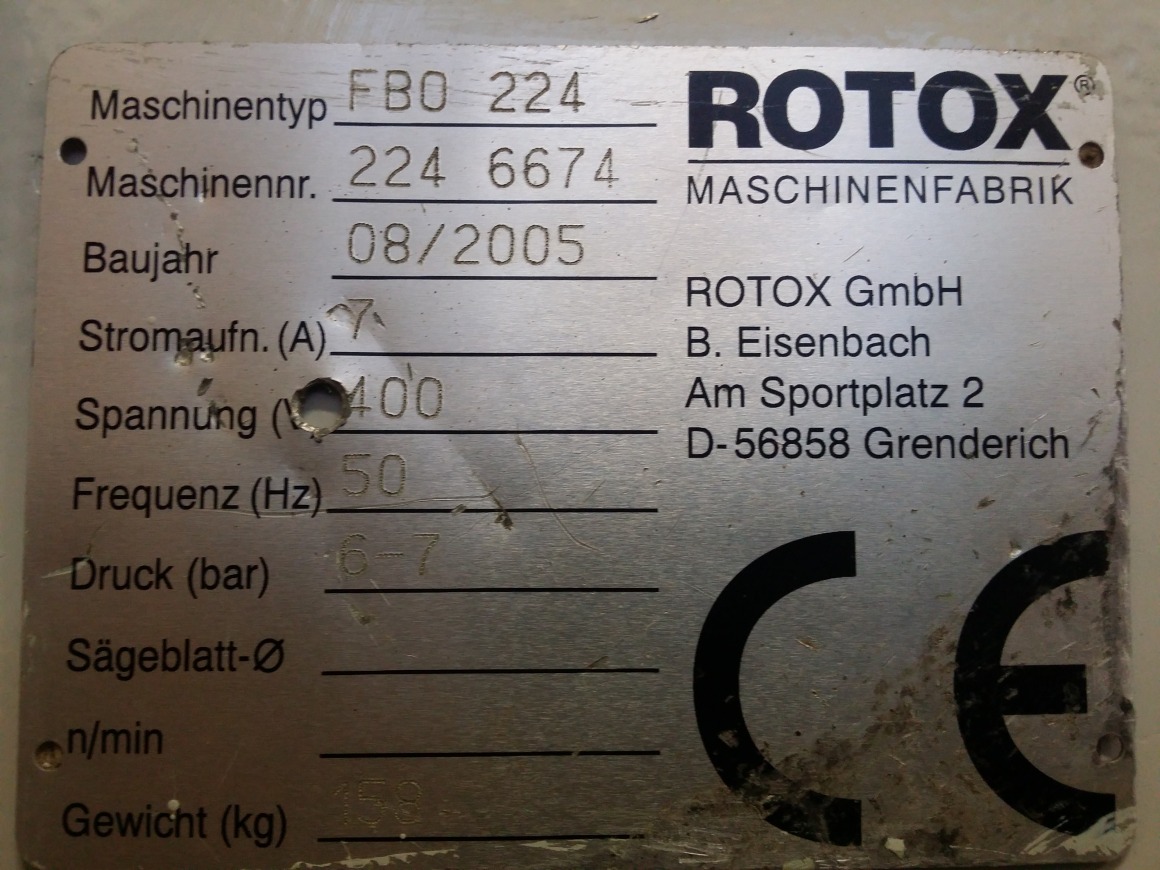 Maschinentyp FBO 224
Maschinennr. 224 6674
Baujahr 08/2005
Stromaufn. (A) 7
Spannung ( 400
Frequenz (Hz) 50
Druck (bar) 6-7
Sägeblatt-Ø
n/min
Gewicht (kg)
ROTOX®
MASCHINENFABRIK
ROTOX GmbH
B. Eisenbach
Am Sportplatz 2
D-56858 Grenderich
CE